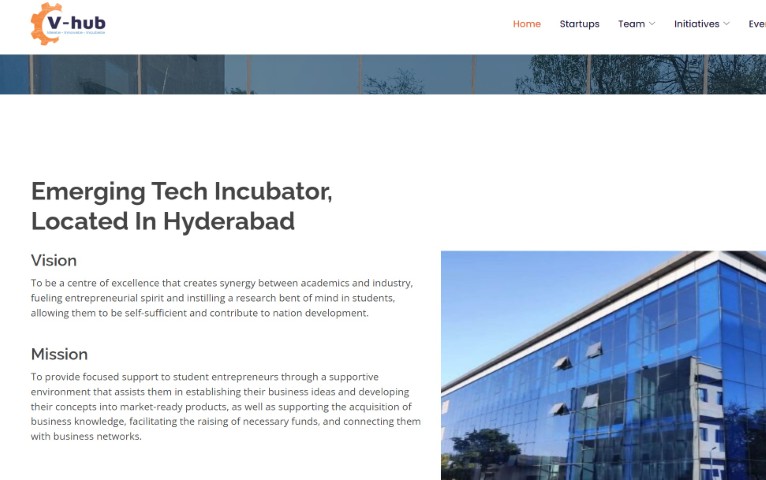 V-hub
Home
Startups
Team
Initiatives
Emerging Tech Incubator,
Located In Hyderabad
Vision
To be a centre of excellence that creates synergy between academics and industry,
fueling entrepreneurial spirit and instilling a research bent of mind in students,
allowing them to be self-sufficient and contribute to nation development.
Mission
To provide focused support to student entrepreneurs through a supportive
environment that assists them in establishing their business ideas and developing
their concepts into market-ready products, as well as supporting the acquisition of
business knowledge, facilitating the raising of necessary funds, and connecting them
with business networks.